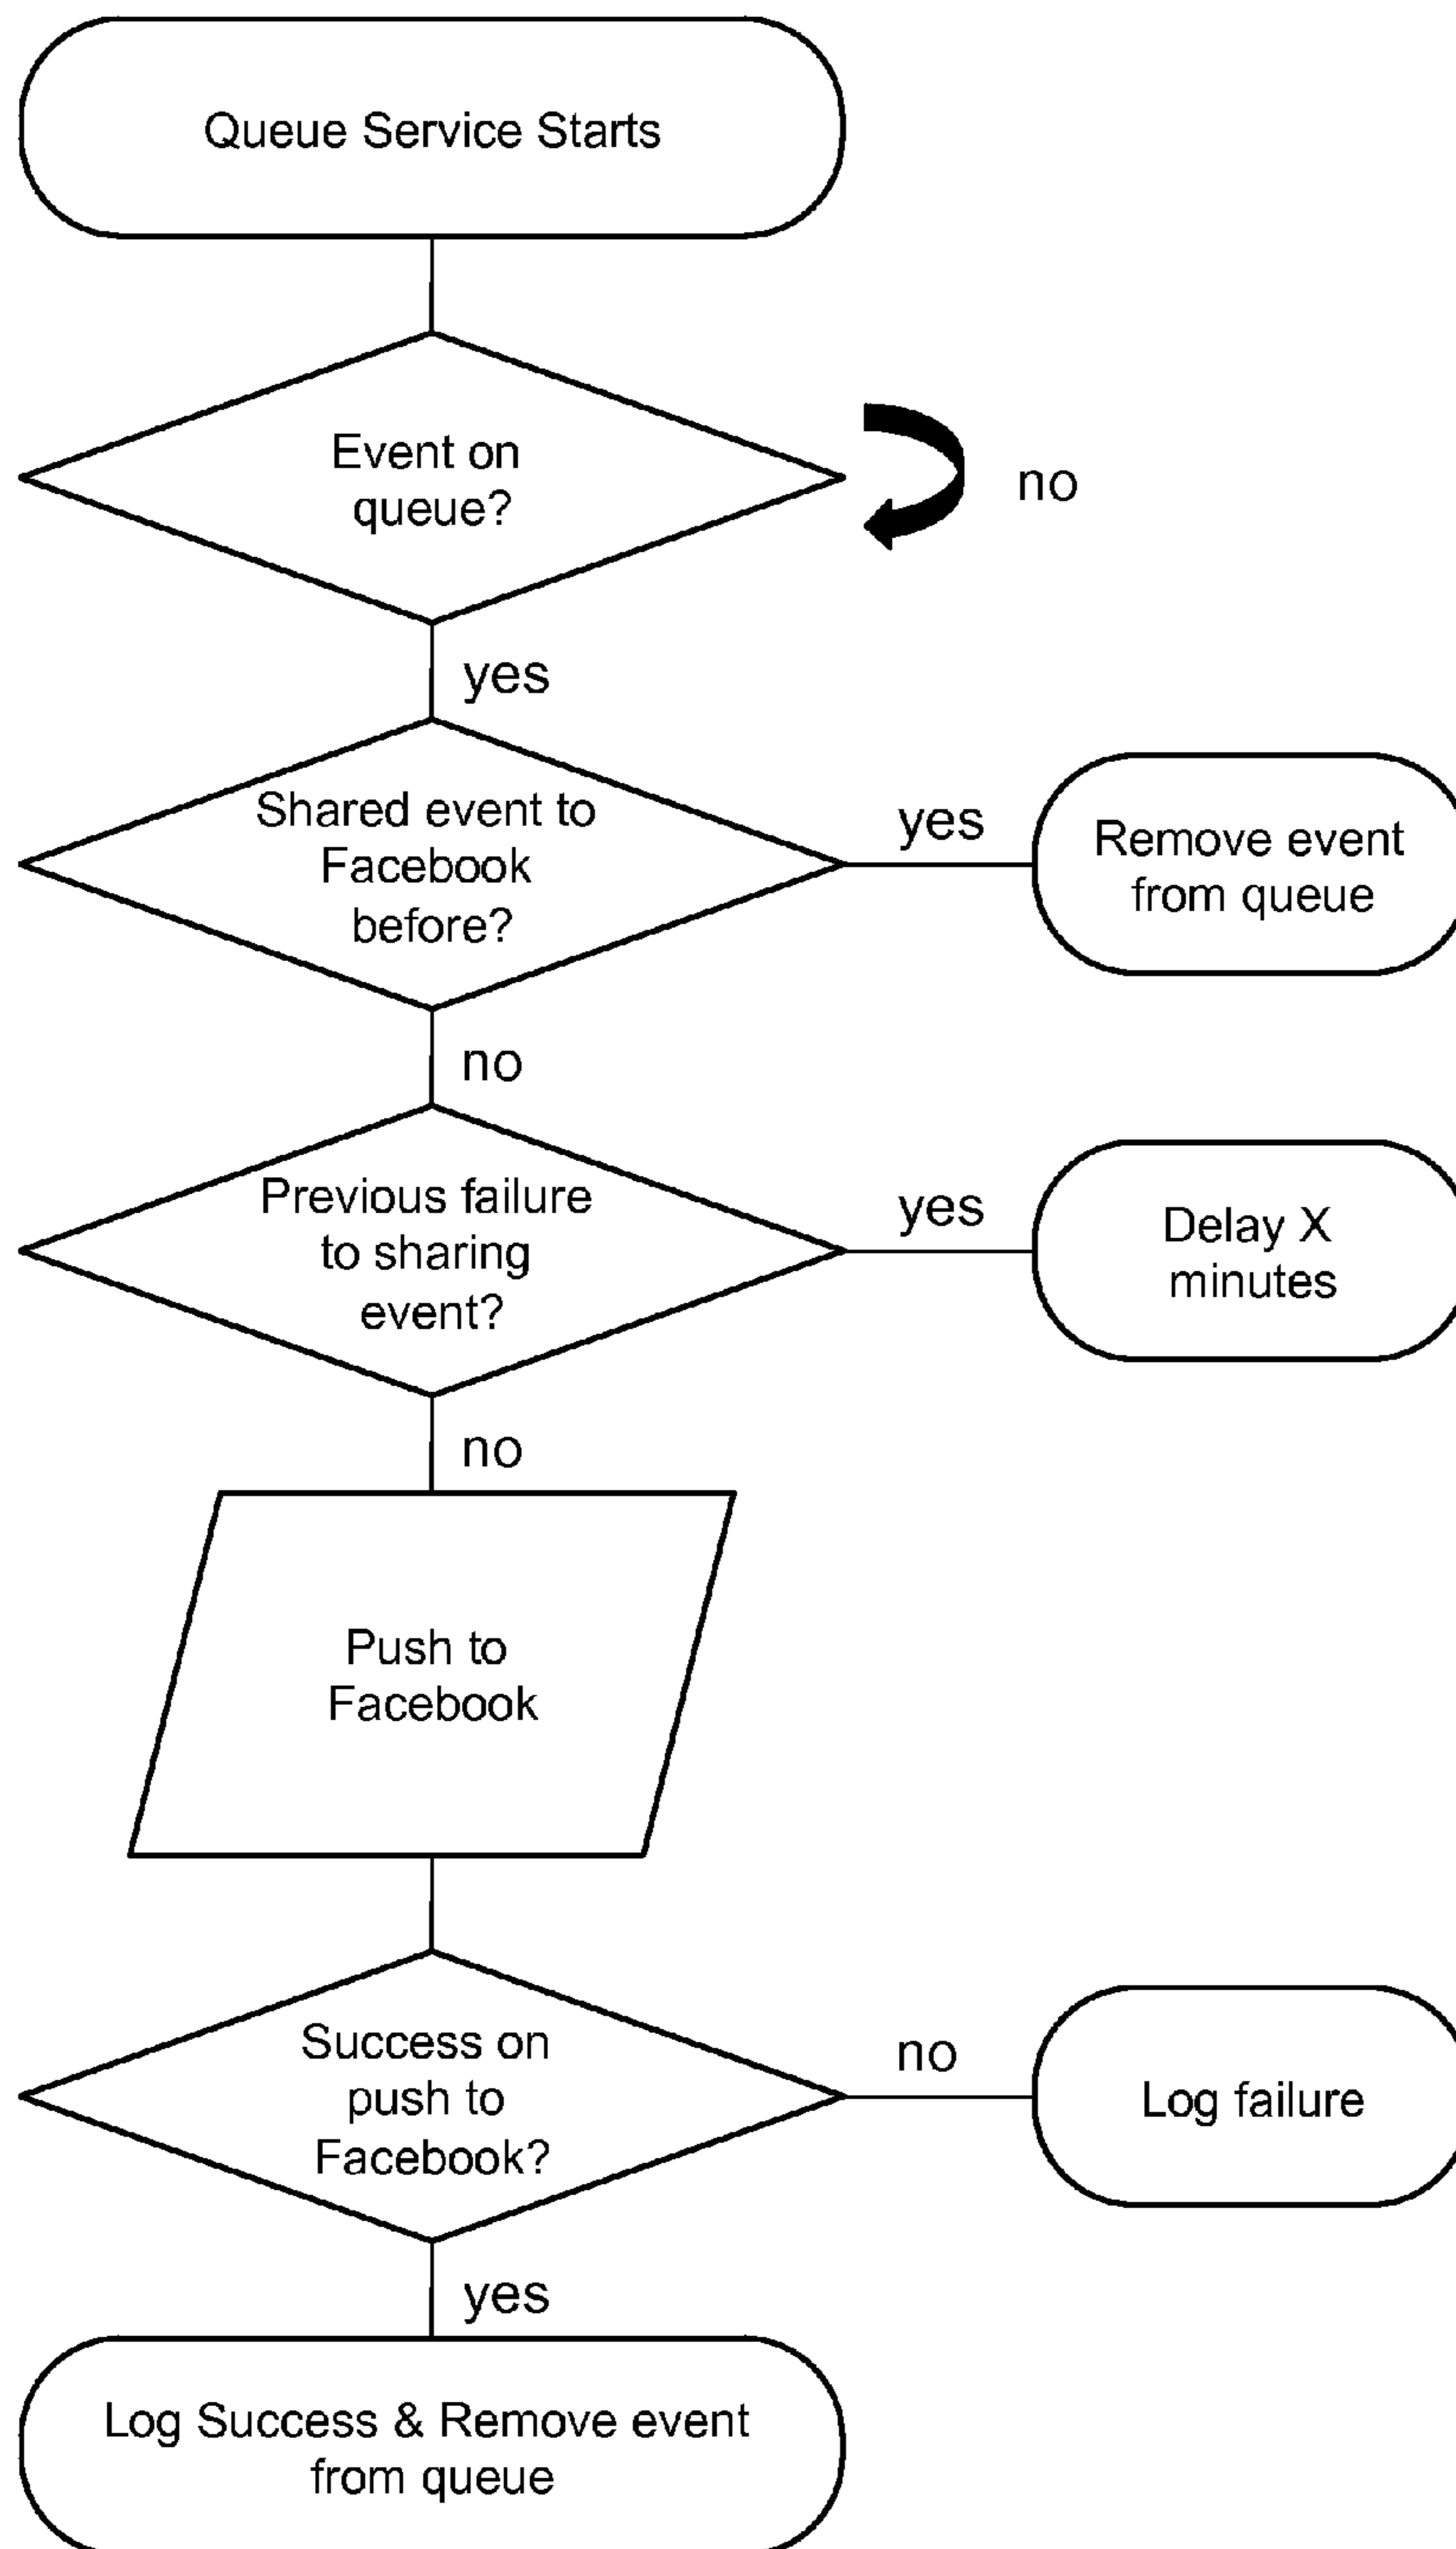 Queue Service Starts
Event on
queue?
no
yes
Shared event to
Facebook
before?
yes
Remove event
from queue
no
Previous failure
to sharing
event?
yes
Delay X
minutes
no
Push to
Facebook
Success on
push to
Facebook?
no
Log failure
yes
Log Success & Remove event
from queue